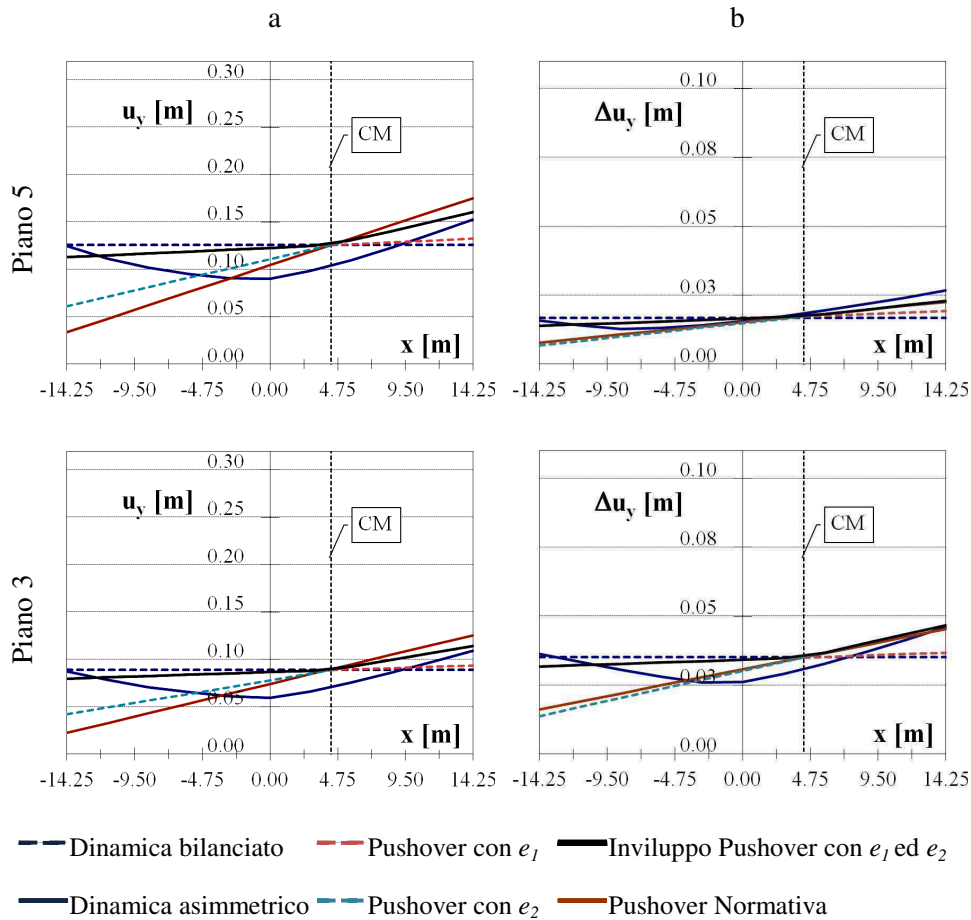 a
b
Piano 5
0.30
0.25
0.20
0.15
0.10
0.05
0.00
u_y [m]
CM
x [m]
-14.25 -9.50 -4.75 0.00 4.75 9.50 14.25
0.10
0.08
0.05
0.03
0.00
Δu_y [m]
CM
x [m]
-14.25 -9.50 -4.75 0.00 4.75 9.50 14.25
Piano 3
0.30
0.25
0.20
0.15
0.10
0.05
0.00
u_y [m]
CM
x [m]
-14.25 -9.50 -4.75 0.00 4.75 9.50 14.25
0.10
0.08
0.05
0.03
0.00
Δu_y [m]
CM
x [m]
-14.25 -9.50 -4.75 0.00 4.75 9.50 14.25
Dinamica bilanciato
Pushover con e_1
Inviluppo Pushover con e_1 ed e_2
Dinamica asimmetrico
Pushover con e_2
Pushover Normativa